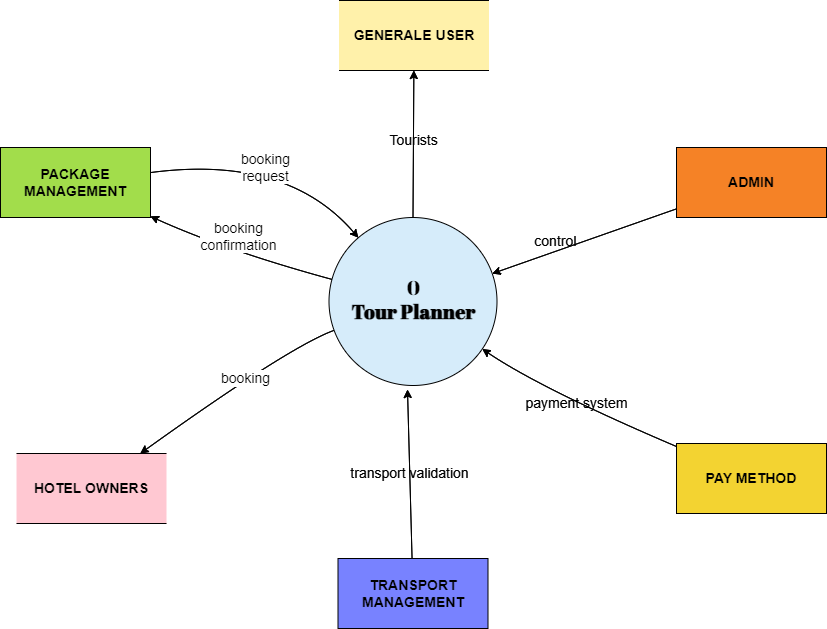 GENERALE USER
Tourists
booking
request
PACKAGE
MANAGEMENT
ADMIN
booking
confirmation
control
0
Tour Planner
booking
payment system
transport validation
PAY METHOD
HOTEL OWNERS
TRANSPORT
MANAGEMENT